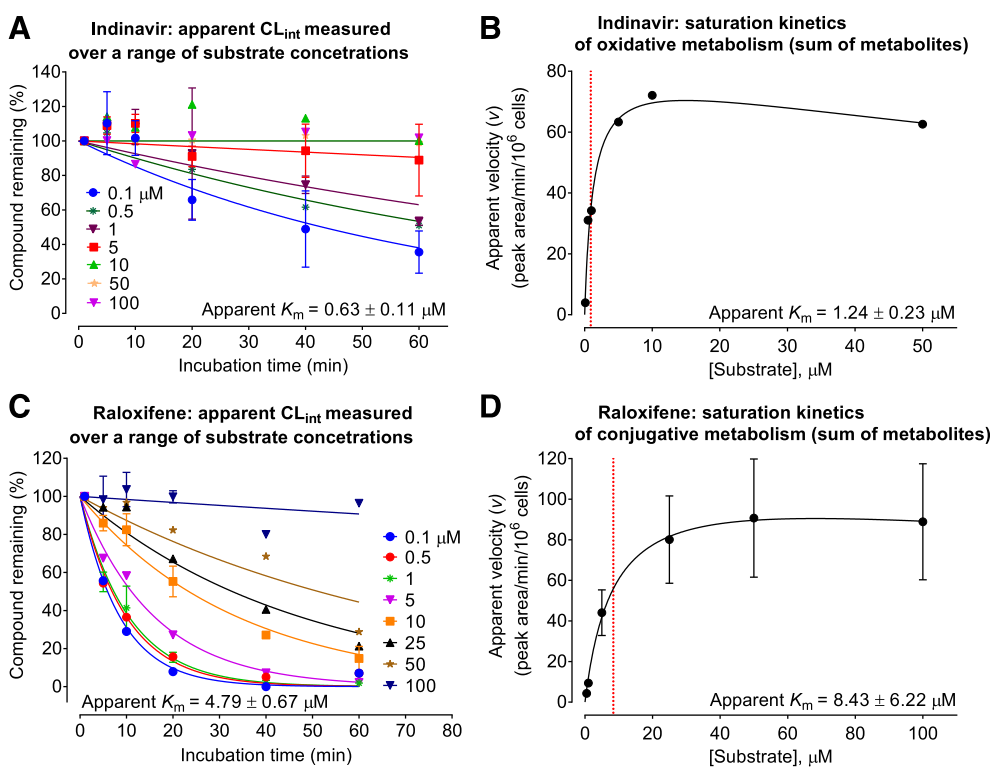 A
Indinavir: apparent CLint measured
over a range of substrate concetrations
Compound remaining (%)
140
120
100
80
60
40
20
0
0.1 μM
0.5
1
5
10
50
100
Apparent Km = 0.63 ± 0.11 μM
0 10 20 30 40 50 60
Incubation time (min)
B
Indinavir: saturation kinetics
of oxidative metabolism (sum of metabolites)
Apparent velocity (v)
(peak area/min/10⁶ cells)
80
60
40
20
0
Apparent Km = 1.24 ± 0.23 μM
0 10 20 30 40 50
[Substrate], μM
C
Raloxifene: apparent CLint measured
over a range of substrate concetrations
Compound remaining (%)
120
100
80
60
40
20
0
0.1 μM
0.5
1
5
10
25
50
100
Apparent Km = 4.79 ± 0.67 μM
0 10 20 30 40 50 60 70 80
Incubation time (min)
D
Raloxifene: saturation kinetics
of conjugative metabolism (sum of metabolites)
Apparent velocity (v)
(peak area/min/10⁶ cells)
120
100
80
60
40
20
0
Apparent Km = 8.43 ± 6.22 μM
0 20 40 60 80 100
[Substrate], μM